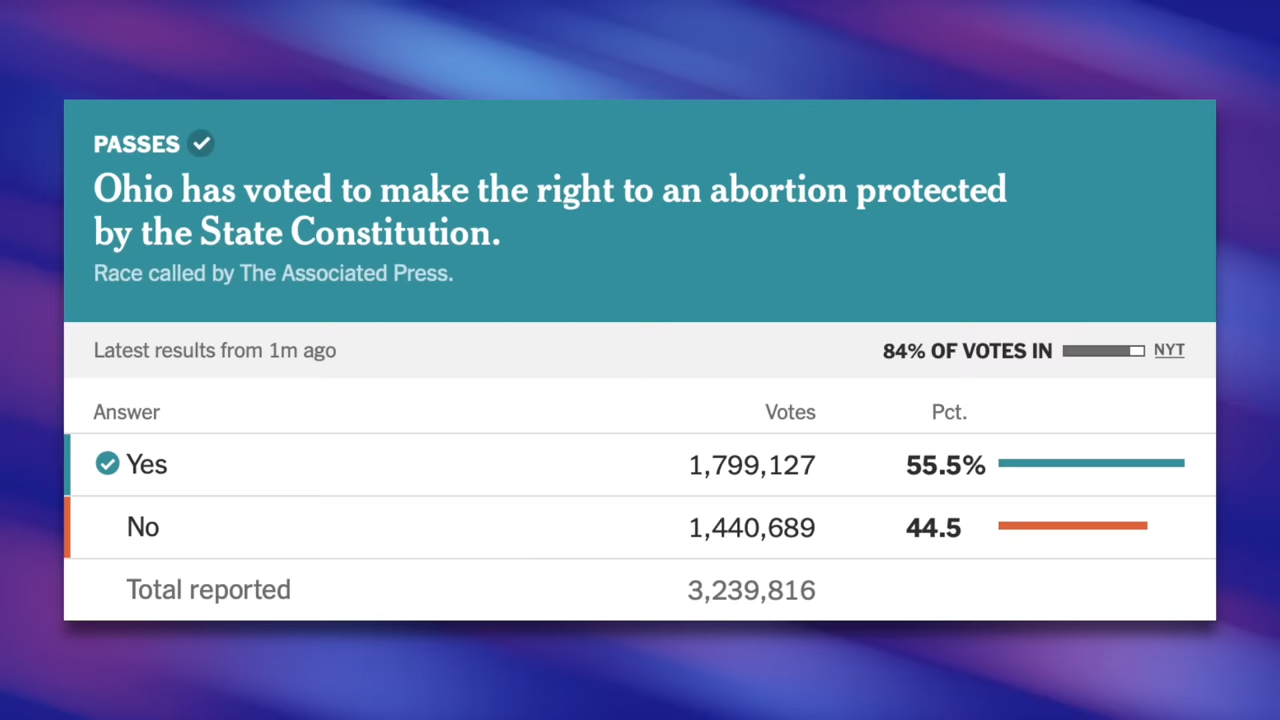 PASSES
Ohio has voted to make the right to an abortion protected
by the State Constitution.
Race called by The Associated Press.
Latest results from 1m ago
84% OF VOTES IN NYT
Answer Votes Pct.
Yes 1,799,127 55.5%
No 1,440,689 44.5
Total reported 3,239,816